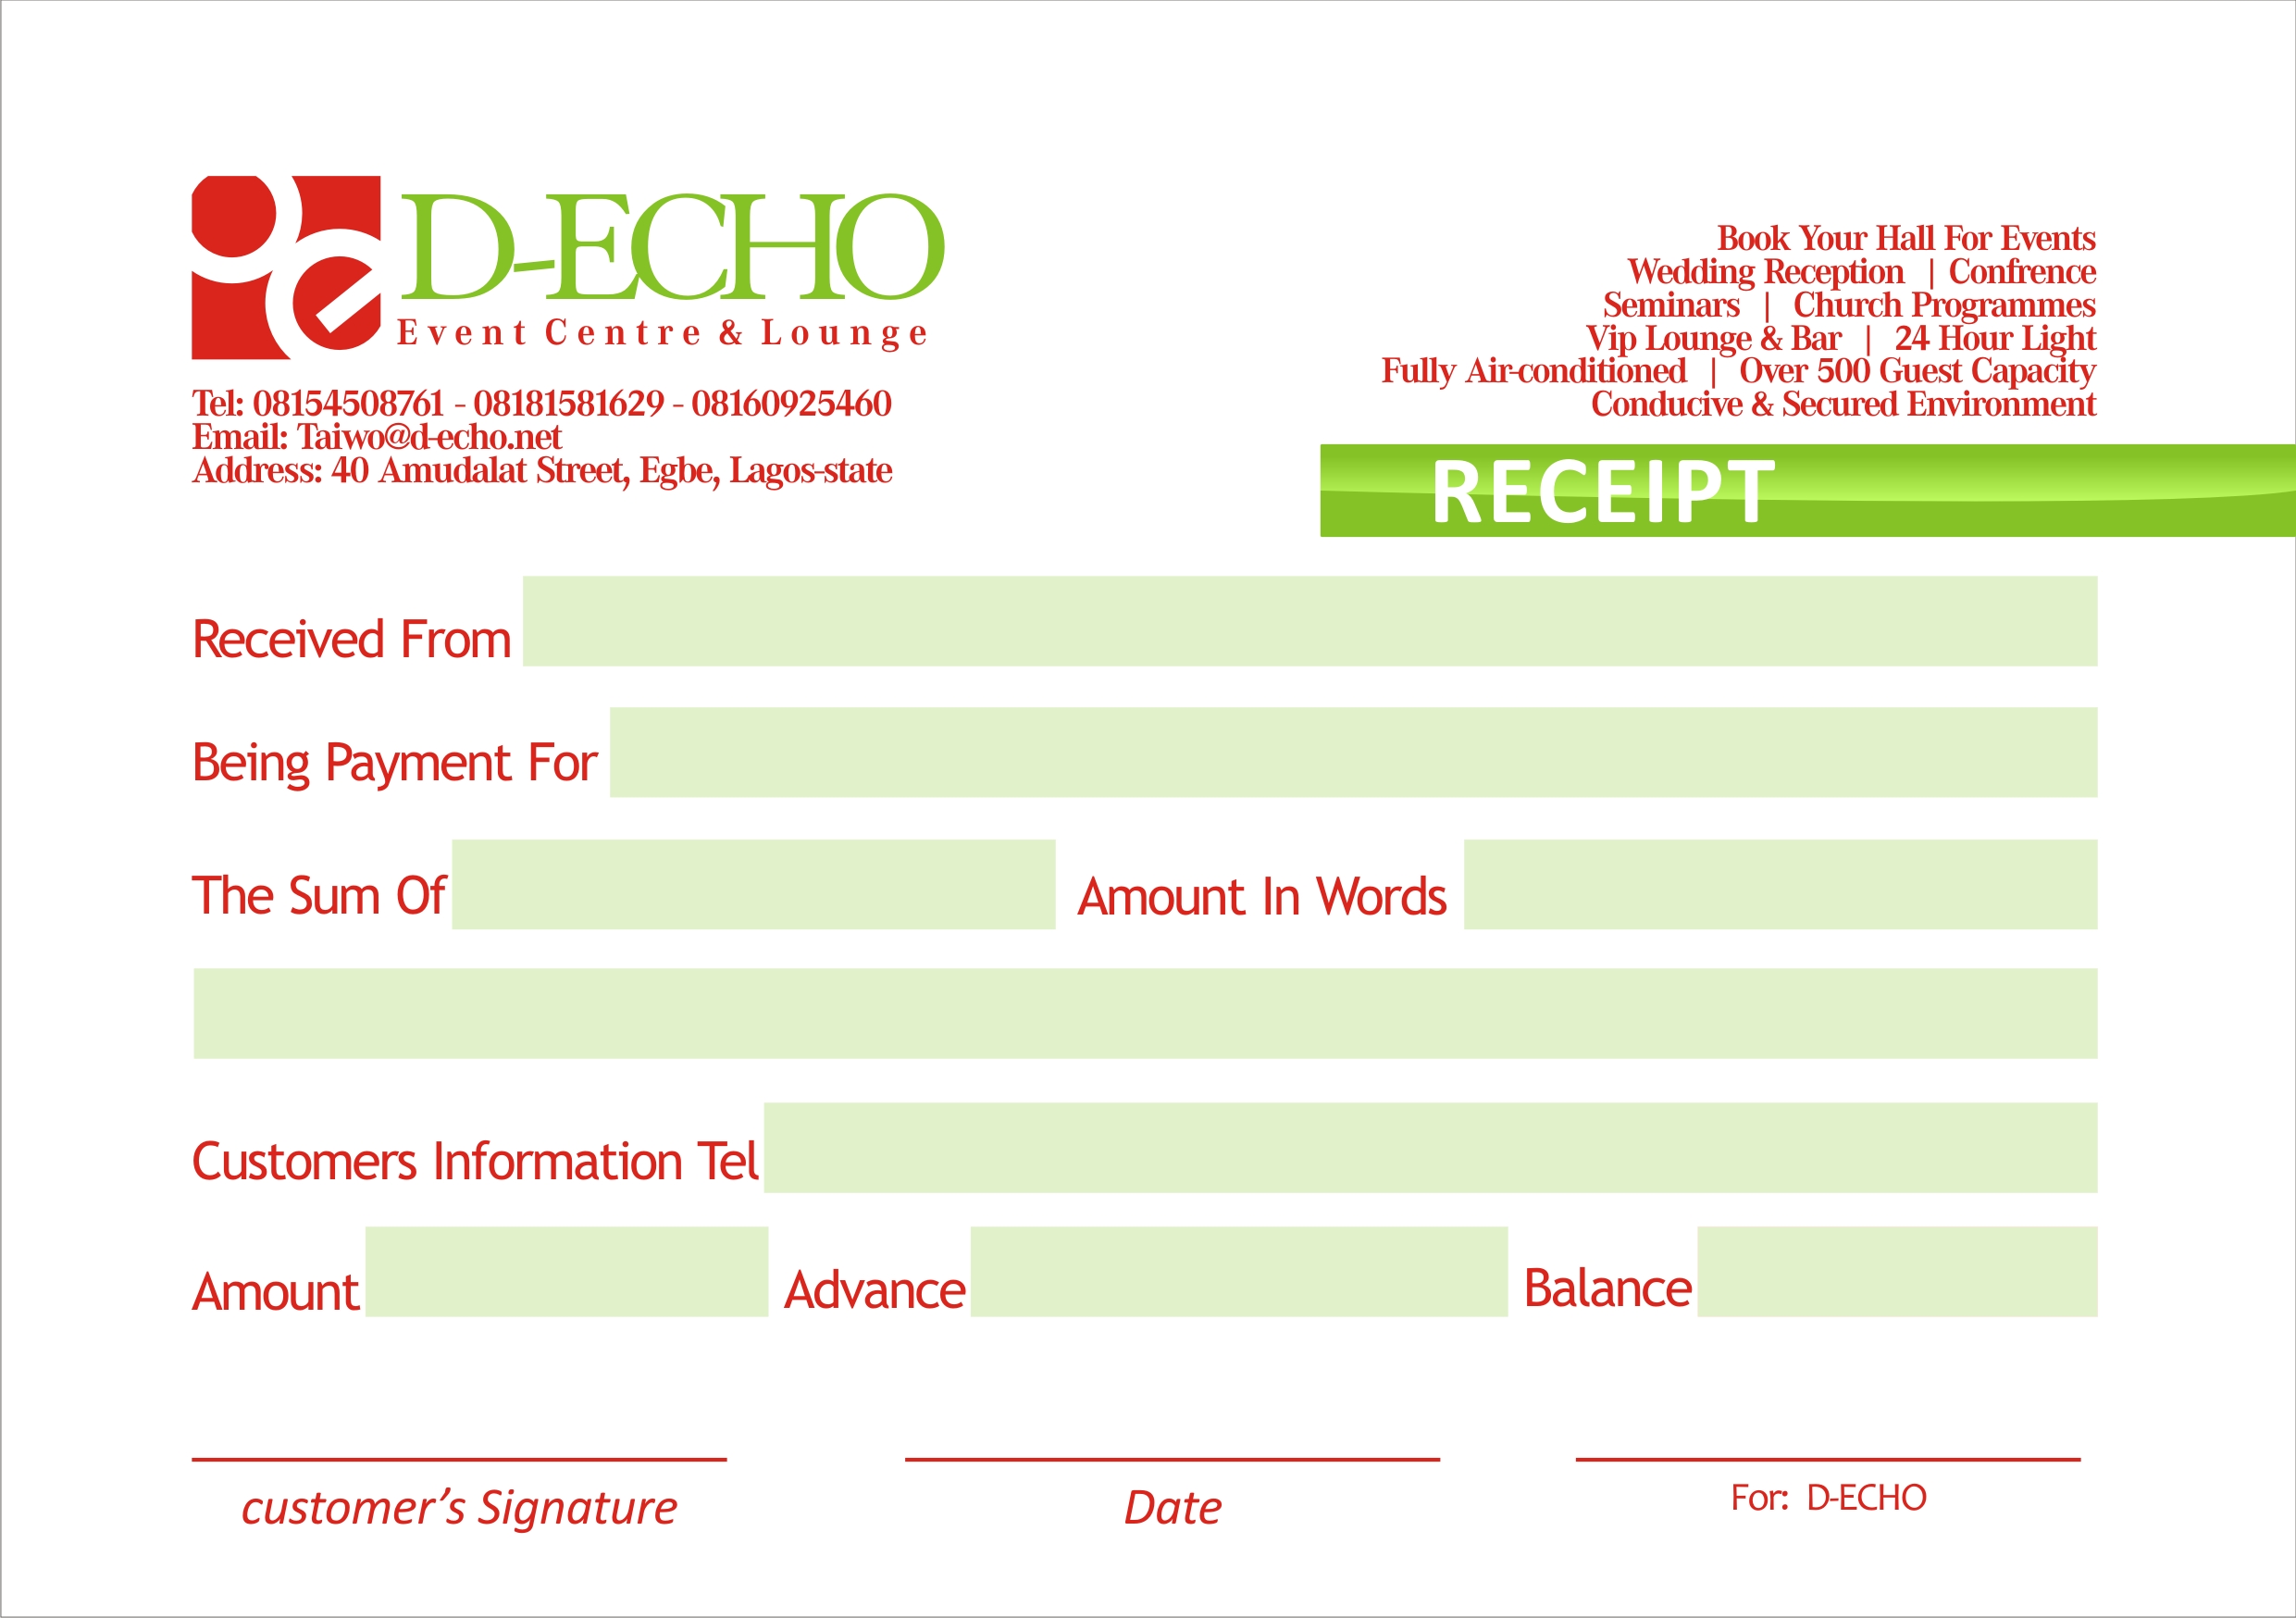 D-ECHO
Event Centre & Lounge
Tel: 08154508761 - 08181581629 - 08160925460
Email: Taiwo@d-echo.net
Address: 40 Amudalat Street, Egbe, Lagos-state
Book Your Hall For Events
Wedding Reception | Confrence
Seminars | Church Programmes
Vip Lounge & Bar | 24 Hour Light
Fully Air-conditioned | Over 500 Guest Capacity
Conducive & Secured Environment
RECEIPT
Received From
Being Payment For
The Sum Of Amount In Words
Customers Information Tel
Amount Advance Balance
customer's Signature Date For: D-ECHO